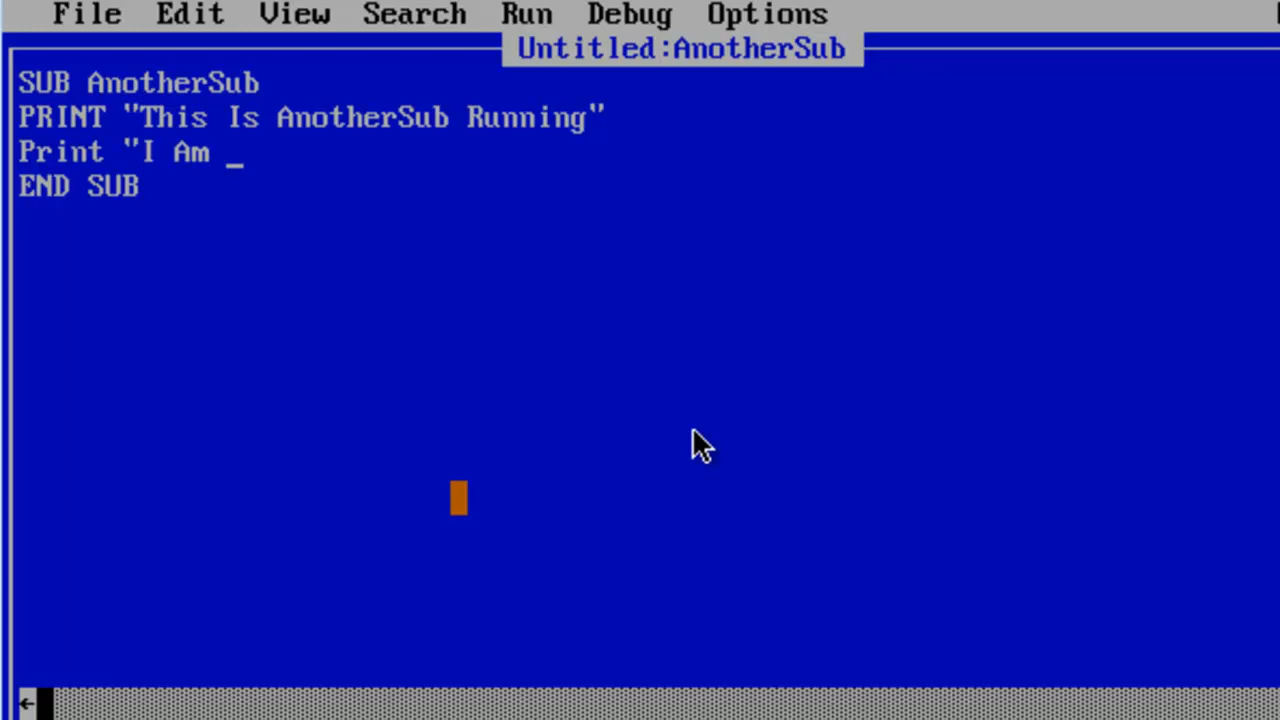 File Edit View Search Run Debug Options
Untitled:AnotherSub
SUB AnotherSub
PRINT "This Is AnotherSub Running"
Print "I Am _
END SUB